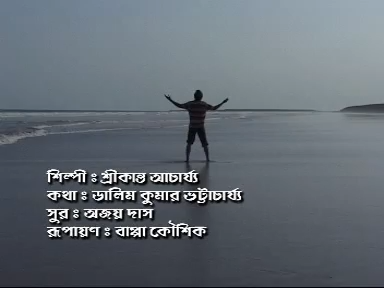 শিল্পী ঃ শ্রীকান্ত আচার্য্য
কথা ঃ ডালিম কুমার ভট্টাচার্য্য
সুর ঃ অজয় দাস
রূপায়ণ ঃ বাপ্পা কৌশিক